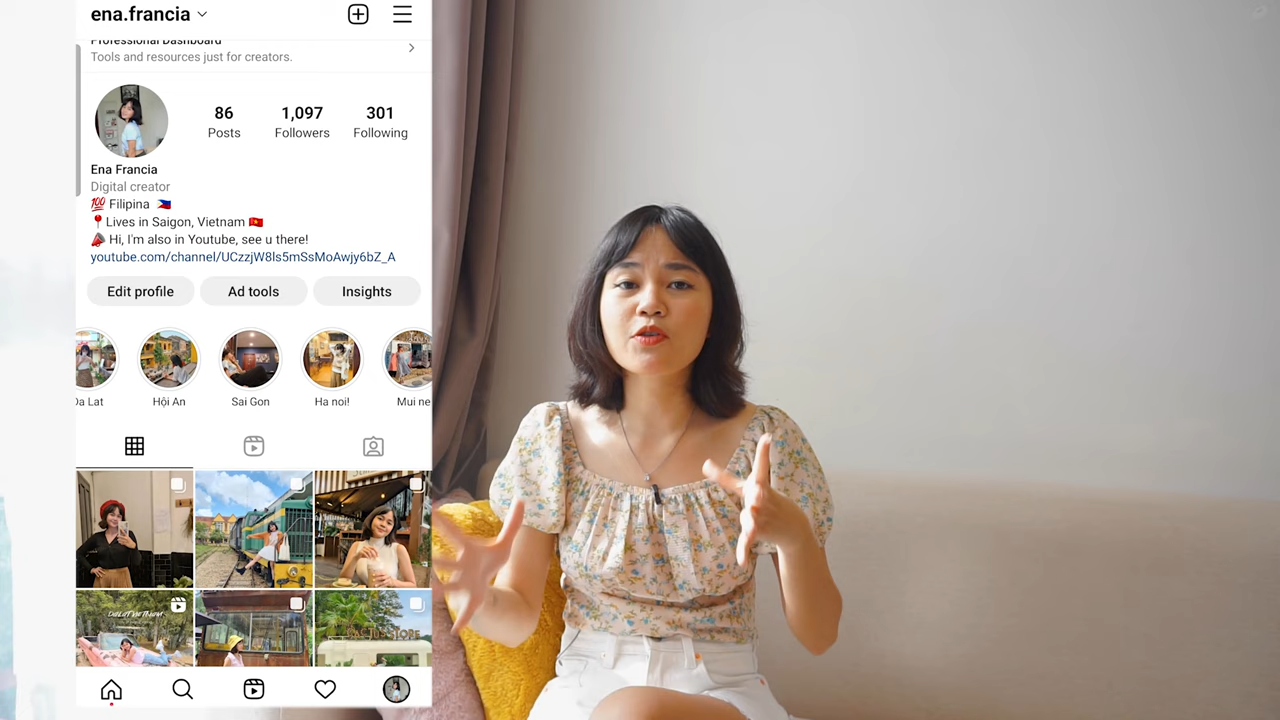 ena.francia
Professional Dashboard
Tools and resources just for creators.
86
1,097
301
Posts
Followers
Following
Ena Francia
Digital creator
💯 Filipina 🇵🇭
📍Lives in Saigon, Vietnam 🇻🇳
📣 Hi, I'm also in Youtube, see u there!
youtube.com/channel/UCzzjW8ls5mSsMoAwjy6bZ_A
Edit profile
Ad tools
Insights
Da Lat
Hội An
Sai Gon
Ha noi!
Mui ne
DALAT VIETNAM